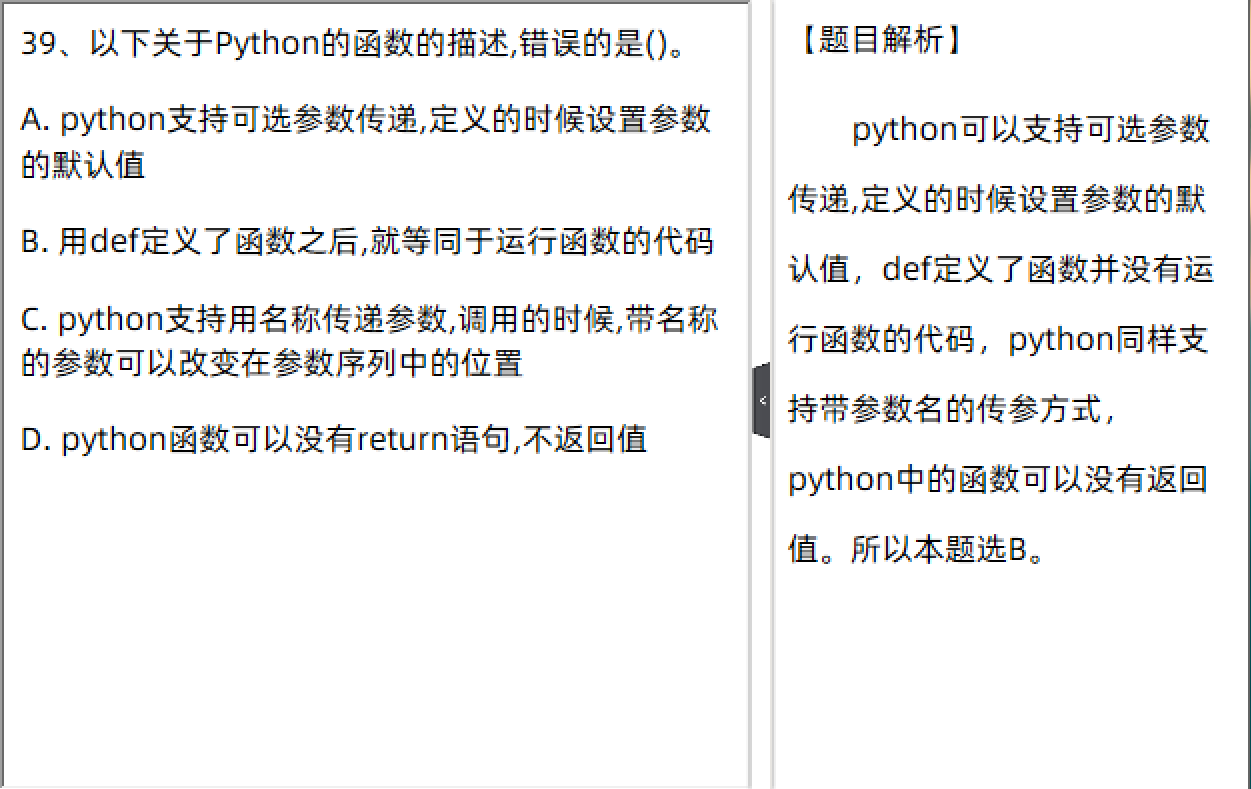 39、以下关于Python的函数的描述,错误的是()。
A. python支持可选参数传递,定义的时候设置参数
的默认值
B. 用def定义了函数之后,就等同于运行函数的代码
C. python支持用名称传递参数,调用的时候,带名称
的参数可以改变在参数序列中的位置
D. python函数可以没有return语句,不返回值
【题目解析】
python可以支持可选参数
传递,定义的时候设置参数的默
认值，def定义了函数并没有运
行函数的代码，python同样支
持带参数名的传参方式，
python中的函数可以没有返回
值。所以本题选B。